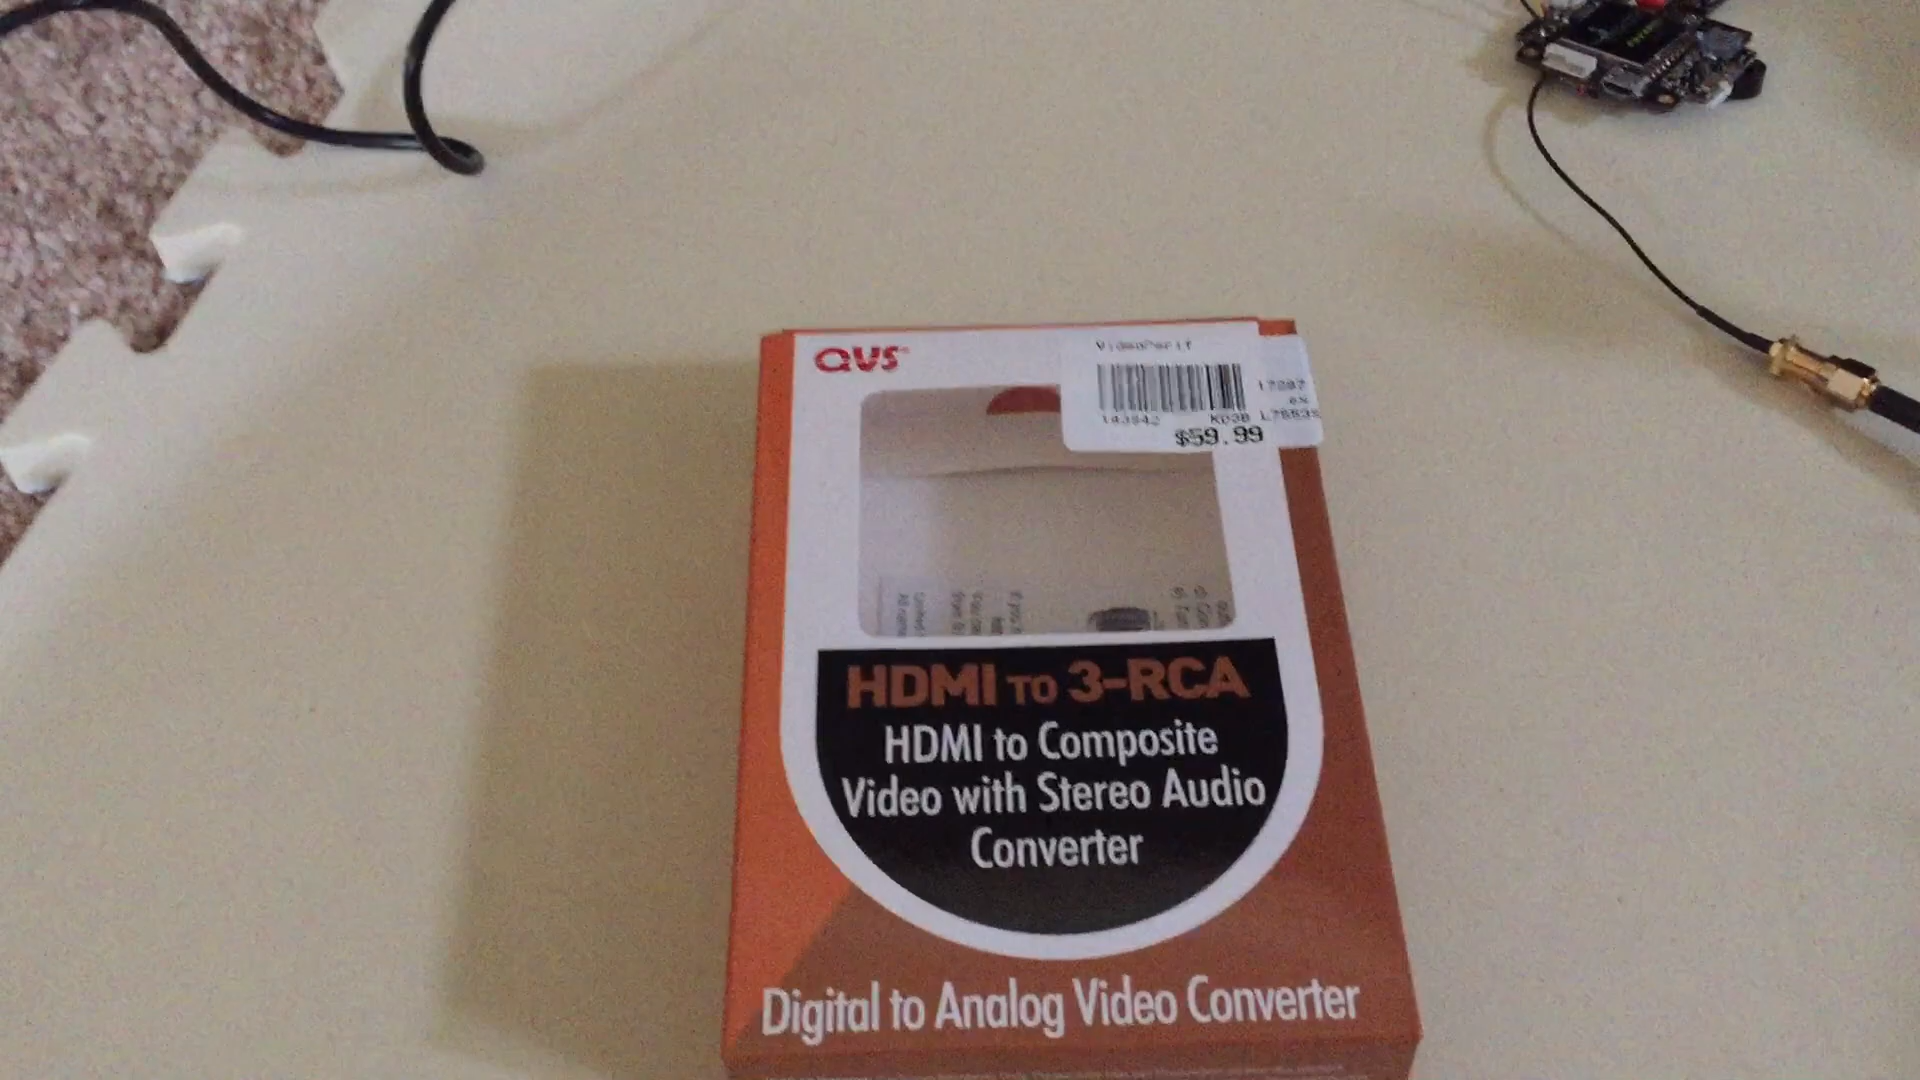 QVS
VideoPerif
143842
$59.99
HDMI TO 3-RCA
HDMI to Composite
Video with Stereo Audio
Converter
Digital to Analog Video Converter